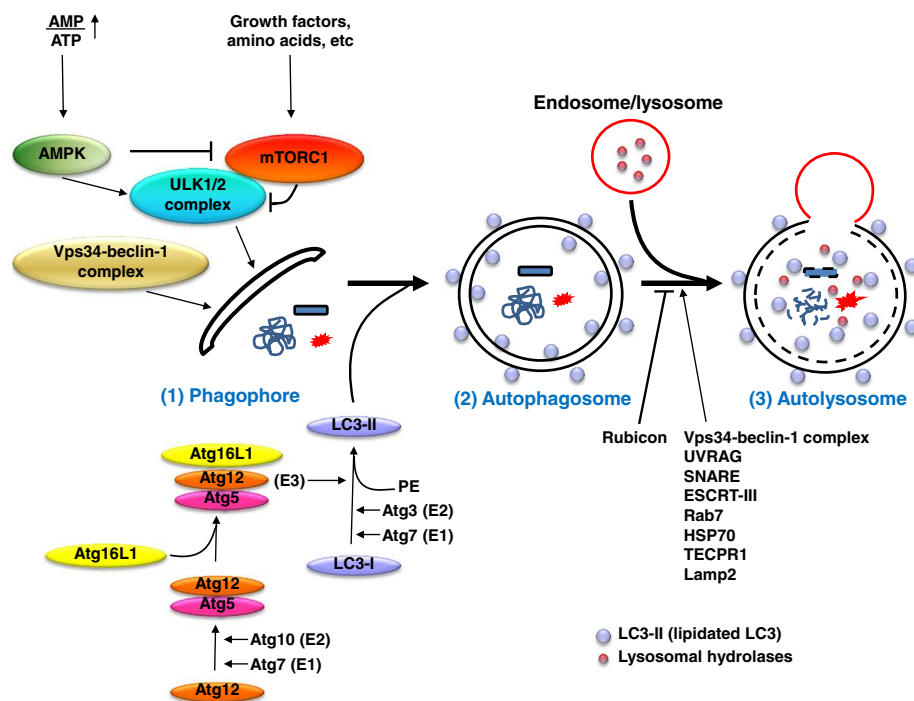 AMP
ATP
Growth factors,
amino acids, etc
AMPK
mTORC1
ULK1/2
complex
Vps34-beclin-1
complex
Endosome/lysosome
(1) Phagophore
(2) Autophagosome
(3) Autolysosome
LC3-II
Atg16L1
Atg12
(E3)
Atg5
PE
Atg3 (E2)
Atg7 (E1)
LC3-I
Atg16L1
Atg12
Atg5
Atg10 (E2)
Atg7 (E1)
Atg12
Rubicon
Vps34-beclin-1 complex
UVRAG
SNARE
ESCRT-III
Rab7
HSP70
TECPR1
Lamp2
LC3-II (lipidated LC3)
Lysosomal hydrolases